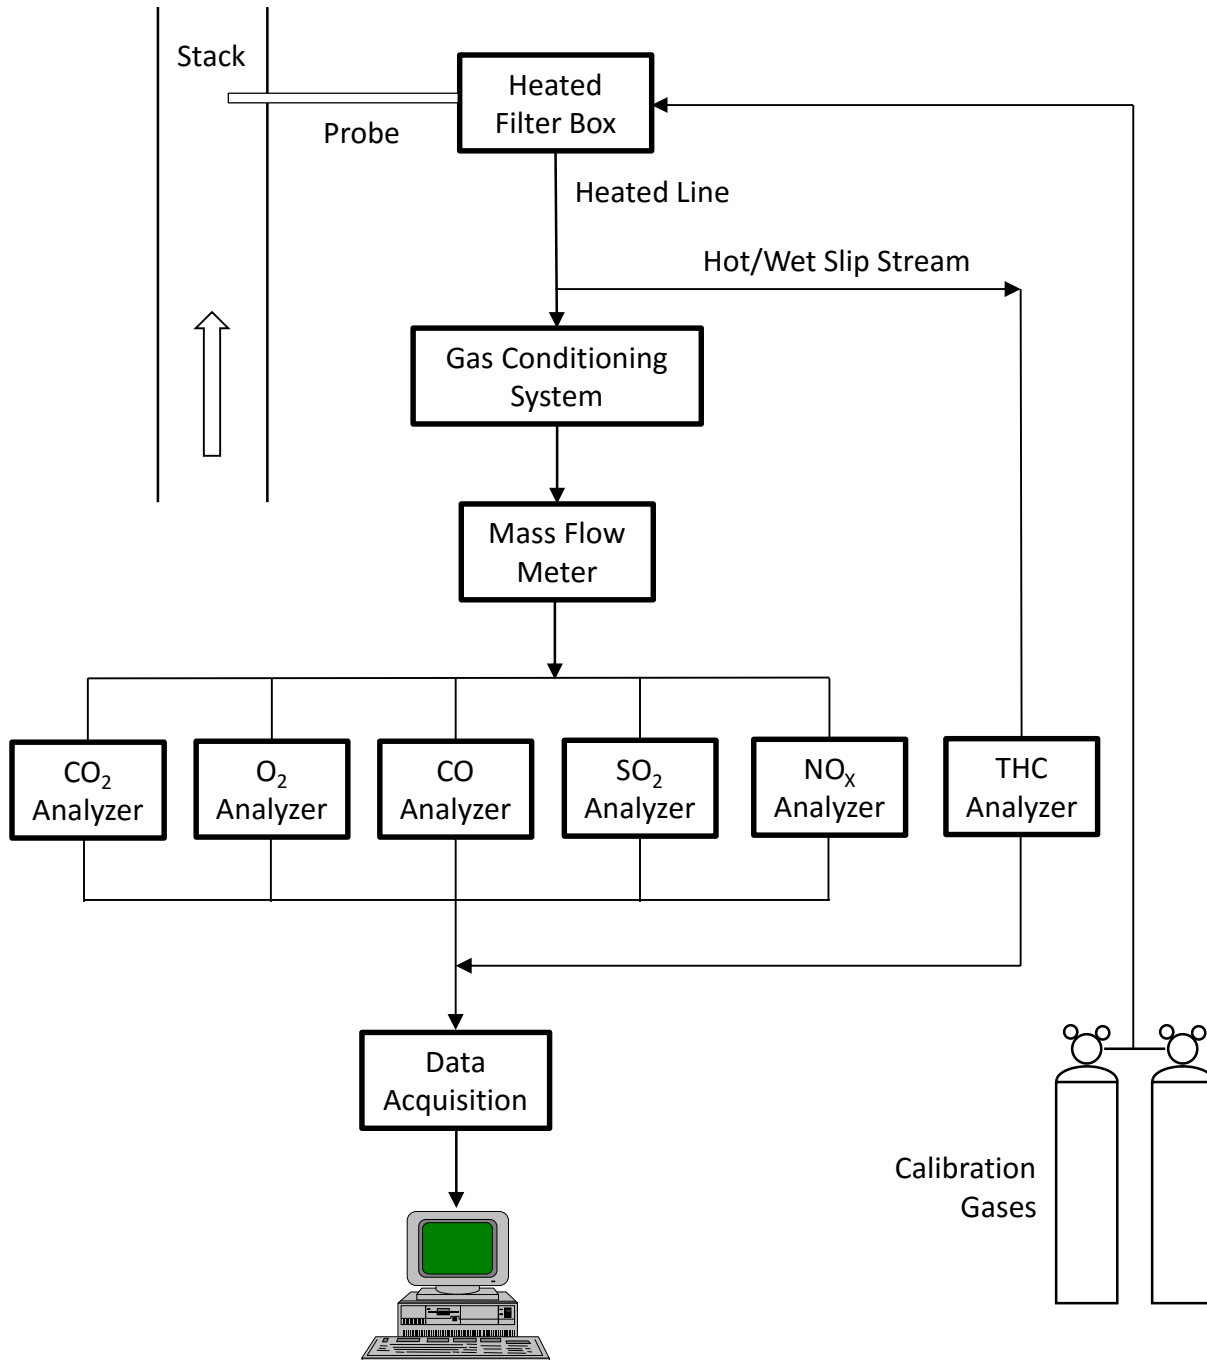 Stack
Heated
Filter Box
Probe
Heated Line
Hot/Wet Slip Stream
Gas Conditioning
System
Mass Flow
Meter
CO₂
Analyzer
O₂
Analyzer
CO
Analyzer
SO₂
Analyzer
NOₓ
Analyzer
THC
Analyzer
Data
Acquisition
Calibration
Gases